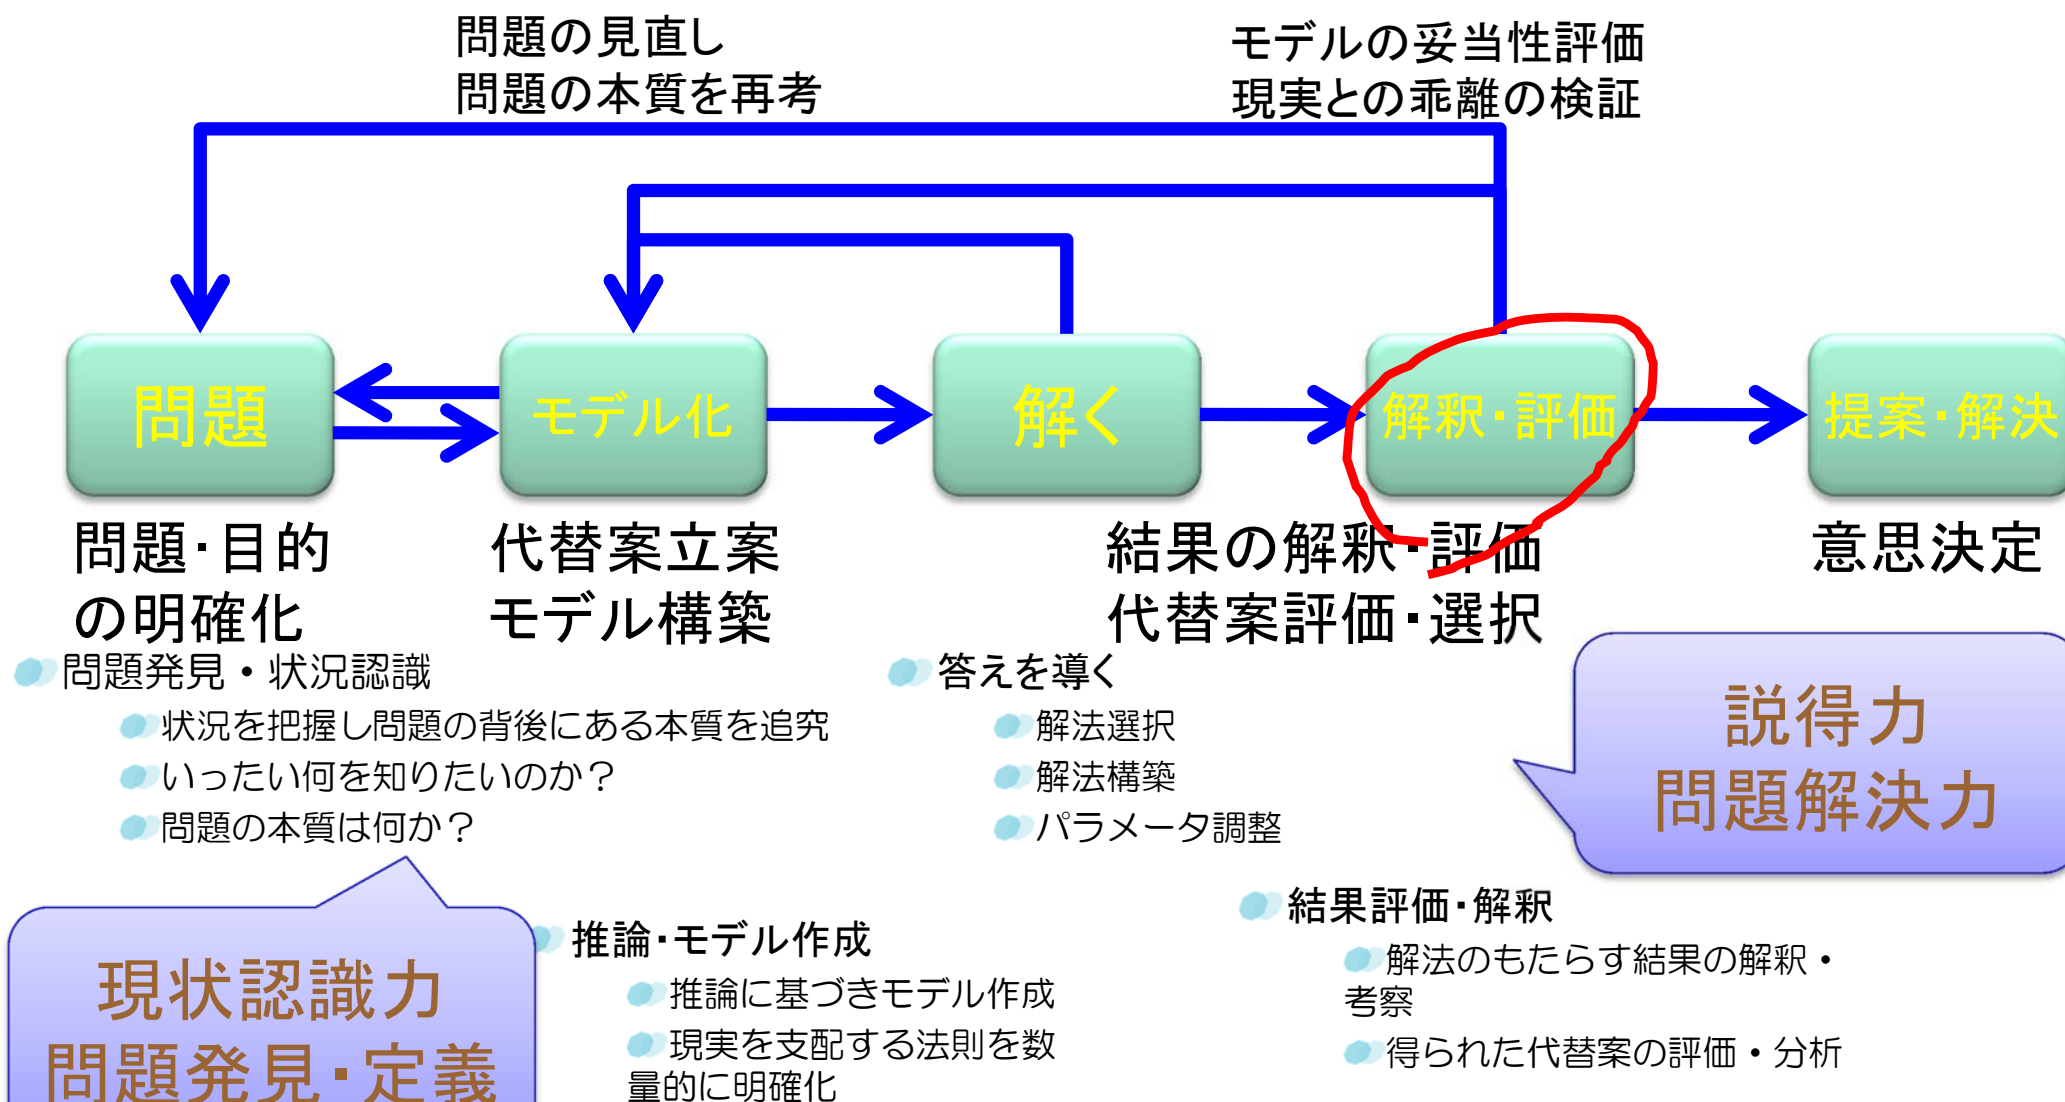 問題の見直し
問題の本質を再考
モデルの妥当性評価
現実との乖離の検証
問題
モデル化
解く
解釈・評価
提案・解決
問題・目的
の明確化
代替案立案
モデル構築
結果の解釈・評価
代替案評価・選択
意思決定
問題発見・状況認識
状況を把握し問題の背後にある本質を追究
いったい何を知りたいのか？
問題の本質は何か？
答えを導く
解法選択
解法構築
パラメータ調整
説得力
問題解決力
現状認識力
問題発見・定義
推論・モデル作成
推論に基づきモデル作成
現実を支配する法則を数
量的に明確化
結果評価・解釈
解法のもたらす結果の解釈・
考察
得られた代替案の評価・分析